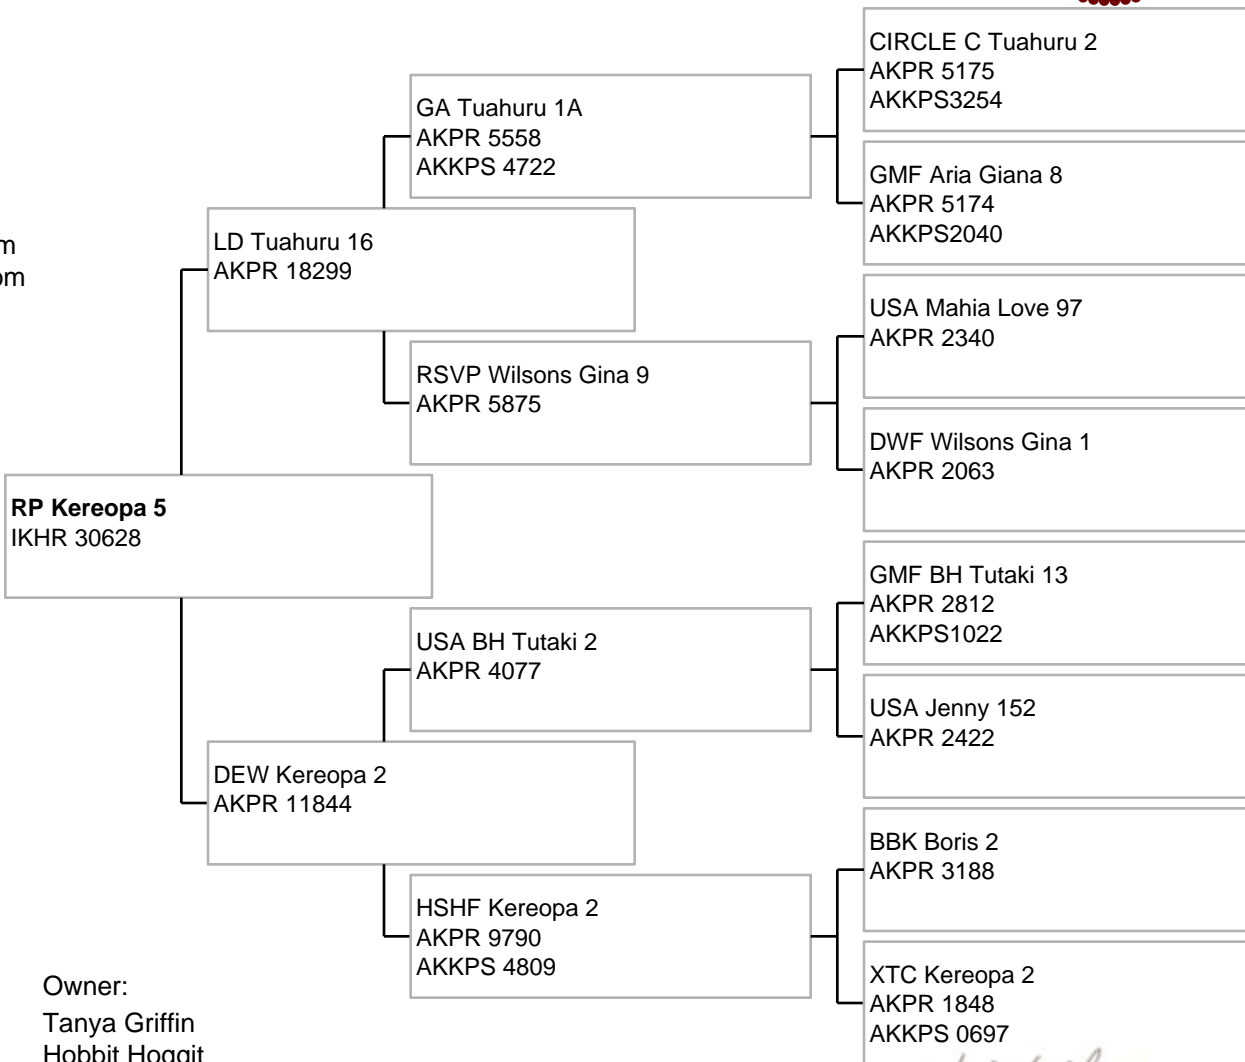 CIRCLE C Tuahuru 2
AKPR 5175
AKKPS3254
GA Tuahuru 1A
AKPR 5558
AKKPS 4722
GMF Aria Giana 8
AKPR 5174
AKKPS2040
m
om
LD Tuahuru 16
AKPR 18299
USA Mahia Love 97
AKPR 2340
RSVP Wilsons Gina 9
AKPR 5875
DWF Wilsons Gina 1
AKPR 2063
RP Kereopa 5
IKHR 30628
GMF BH Tutaki 13
AKPR 2812
AKKPS1022
USA BH Tutaki 2
AKPR 4077
USA Jenny 152
AKPR 2422
DEW Kereopa 2
AKPR 11844
BBK Boris 2
AKPR 3188
HSHF Kereopa 2
AKPR 9790
AKKPS 4809
XTC Kereopa 2
AKPR 1848
AKKPS 0697
Owner:
Tanya Griffin
Hobbit Hoggit